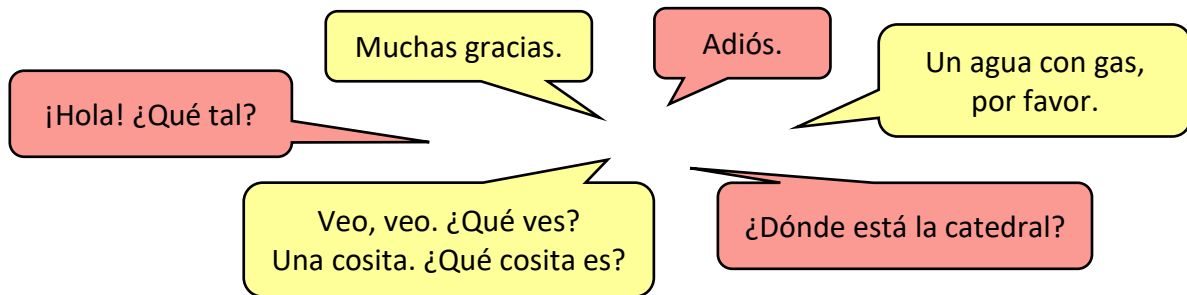 Muchas gracias.
Adiós.
Un agua con gas,
por favor.
¡Hola! ¿Qué tal?
Veo, veo. ¿Qué ves?
Una cosita. ¿Qué cosita es?
¿Dónde está la catedral?